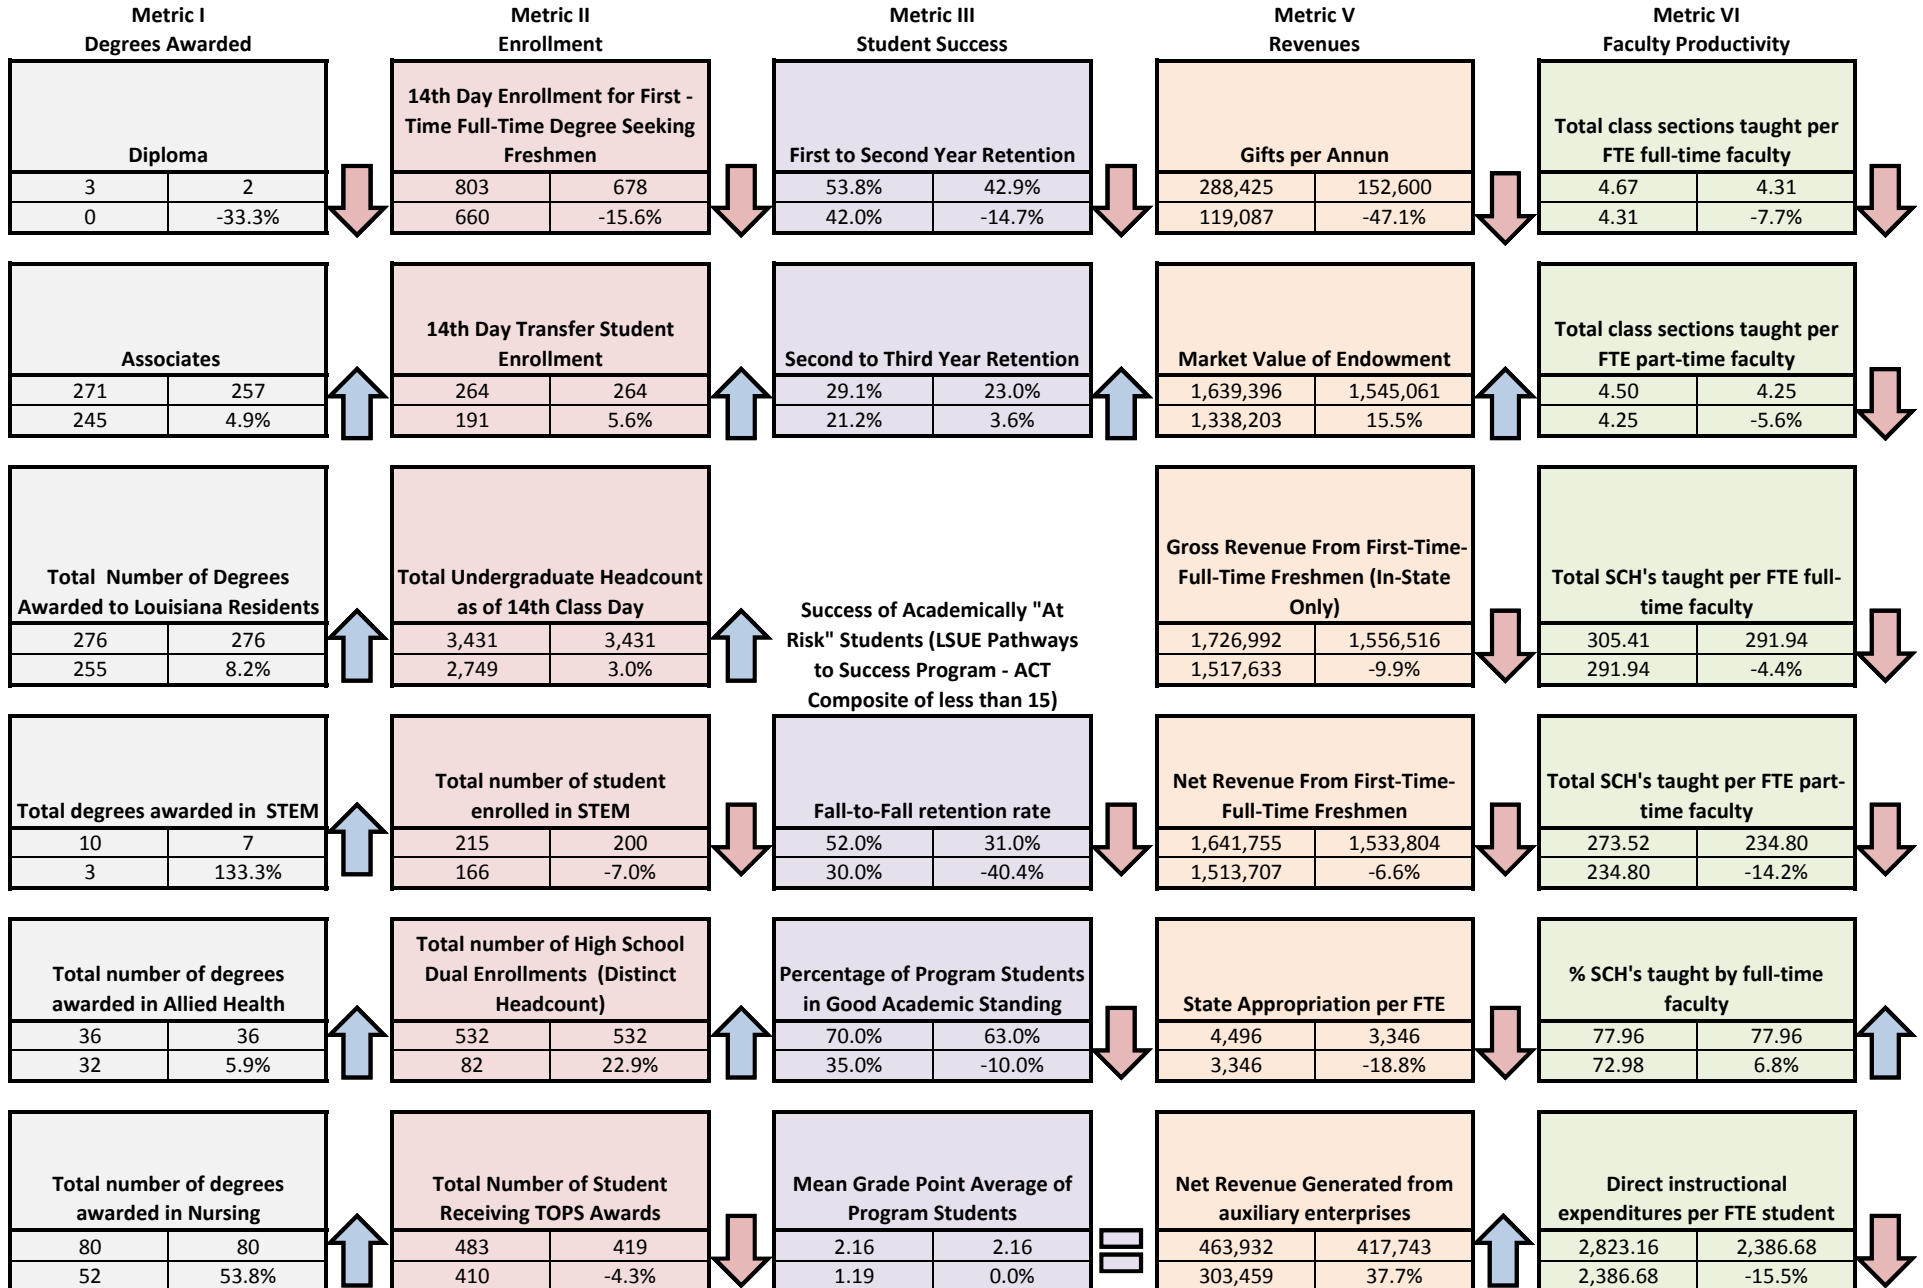 Metric I
Degrees Awarded
Metric II
Enrollment
Metric III
Student Success
Metric V
Revenues
Metric VI
Faculty Productivity
Diploma
3 2
0 -33.3%
14th Day Enrollment for First -
Time Full-Time Degree Seeking
Freshmen
803 678
660 -15.6%
First to Second Year Retention
53.8% 42.9%
42.0% -14.7%
Gifts per Annun
288,425 152,600
119,087 -47.1%
Total class sections taught per
FTE full-time faculty
4.67 4.31
4.31 -7.7%
Associates
271 257
245 4.9%
14th Day Transfer Student
Enrollment
264 264
191 5.6%
Second to Third Year Retention
29.1% 23.0%
21.2% 3.6%
Market Value of Endowment
1,639,396 1,545,061
1,338,203 15.5%
Total class sections taught per
FTE part-time faculty
4.50 4.25
4.25 -5.6%
Total Number of Degrees
Awarded to Louisiana Residents
276 276
255 8.2%
Total Undergraduate Headcount
as of 14th Class Day
3,431 3,431
2,749 3.0%
Success of Academically "At
Risk" Students (LSUE Pathways
to Success Program - ACT
Composite of less than 15)
Gross Revenue From First-Time-
Full-Time Freshmen (In-State
Only)
1,726,992 1,556,516
1,517,633 -9.9%
Total SCH's taught per FTE full-
time faculty
305.41 291.94
291.94 -4.4%
Total degrees awarded in STEM
10 7
3 133.3%
Total number of student
enrolled in STEM
215 200
166 -7.0%
Fall-to-Fall retention rate
52.0% 31.0%
30.0% -40.4%
Net Revenue From First-Time-
Full-Time Freshmen
1,641,755 1,533,804
1,513,707 -6.6%
Total SCH's taught per FTE part-
time faculty
273.52 234.80
234.80 -14.2%
Total number of degrees
awarded in Allied Health
36 36
32 5.9%
Total number of High School
Dual Enrollments (Distinct
Headcount)
532 532
82 22.9%
Percentage of Program Students
in Good Academic Standing
70.0% 63.0%
35.0% -10.0%
State Appropriation per FTE
4,496 3,346
3,346 -18.8%
% SCH's taught by full-time
faculty
77.96 77.96
72.98 6.8%
Total number of degrees
awarded in Nursing
80 80
52 53.8%
Total Number of Student
Receiving TOPS Awards
483 419
410 -4.3%
Mean Grade Point Average of
Program Students
2.16 2.16
1.19 0.0%
Net Revenue Generated from
auxiliary enterprises
463,932 417,743
303,459 37.7%
Direct instructional
expenditures per FTE student
2,823.16 2,386.68
2,386.68 -15.5%